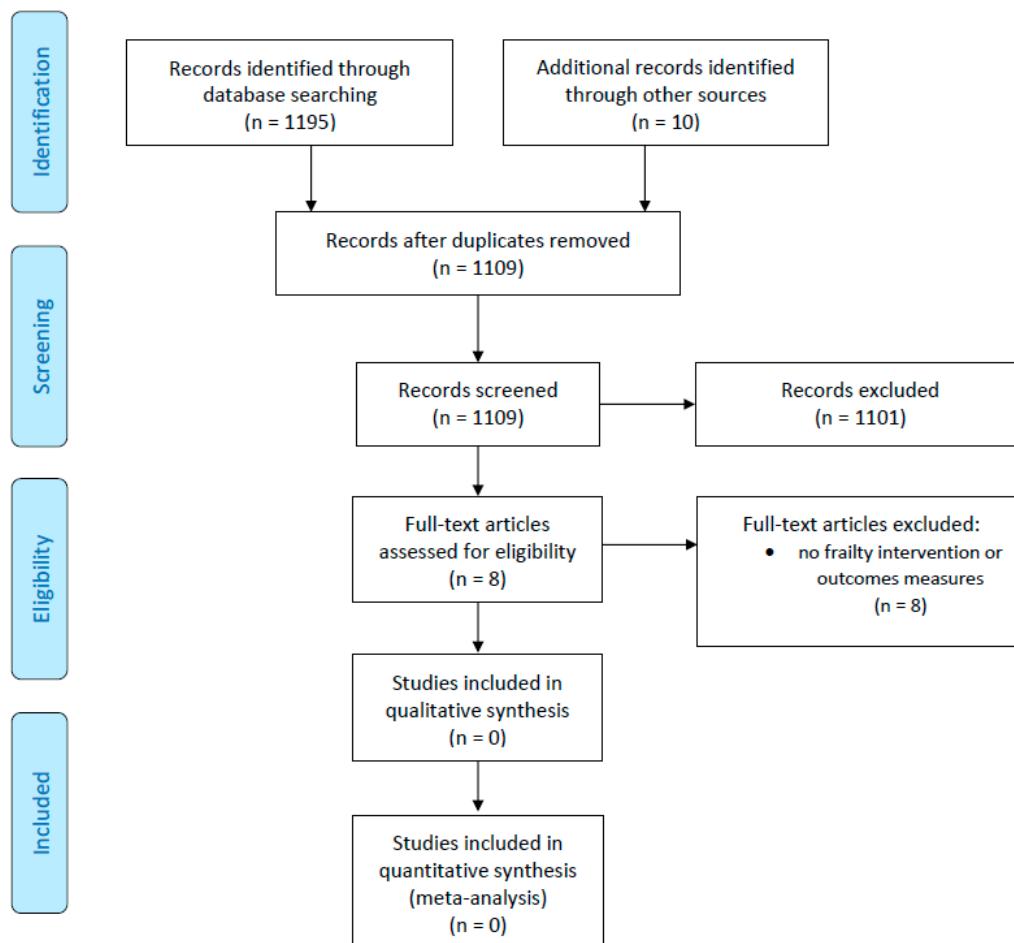 Identification
Records identified through
database searching
(n = 1195)
Additional records identified
through other sources
(n = 10)
Records after duplicates removed
(n = 1109)
Screening
Records screened
(n = 1109)
Records excluded
(n = 1101)
Eligibility
Full-text articles
assessed for eligibility
(n = 8)
Full-text articles excluded:
• no frailty intervention or
outcomes measures
(n = 8)
Studies included in
qualitative synthesis
(n = 0)
Included
Studies included in
quantitative synthesis
(meta-analysis)
(n = 0)